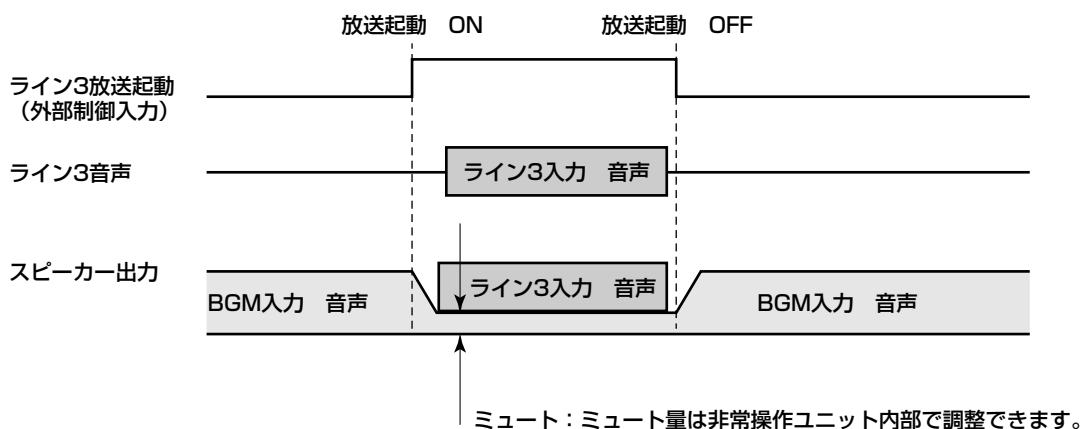 放送起動　ON
放送起動　OFF
ライン3放送起動
（外部制御入力）
ライン3音声
ライン3入力　音声
スピーカー出力
BGM入力　音声
ライン3入力　音声
BGM入力　音声
ミュート：ミュート量は非常操作ユニット内部で調整できます。